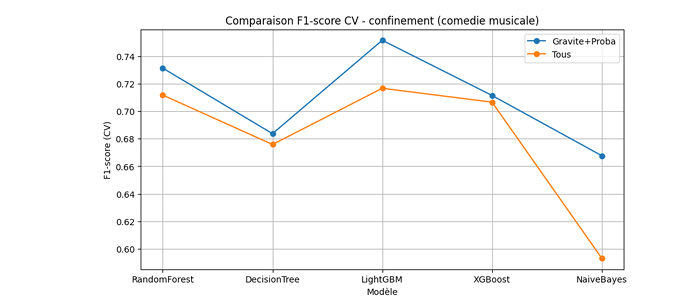 Comparaison F1-score CV - confinement (comedie musicale)
Gravite+Proba
Tous
F1-score (CV)
0.74
0.72
0.70
0.68
0.66
0.64
0.62
0.60
RandomForest DecisionTree LightGBM XGBoost NaiveBayes
Modèle